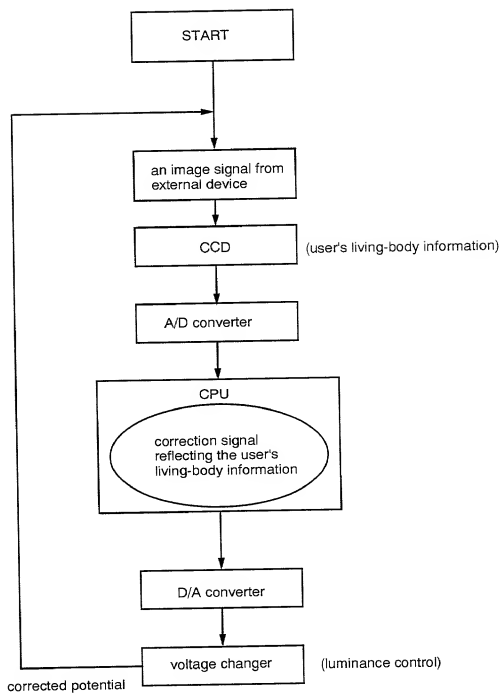 START
an image signal from
external device
CCD
(user's living-body information)
A/D converter
CPU
correction signal
reflecting the user's
living-body information
D/A converter
voltage changer
(luminance control)
corrected potential